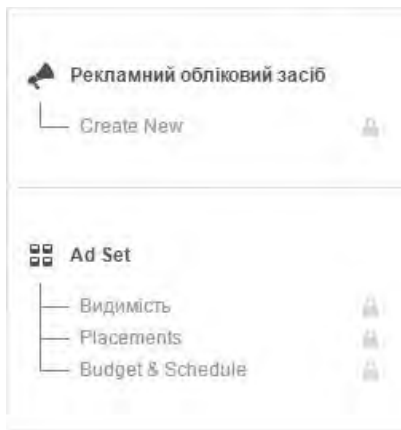 Рекламний обліковий засіб
Create New
Ad Set
Видимість
Placements
Budget & Schedule